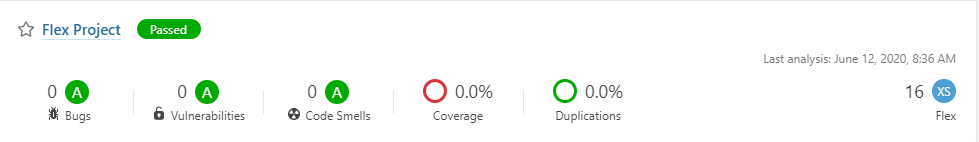 Flex Project Passed
Last analysis: June 12, 2020, 8:36 AM
0 A 0 A 0 A 0.0% 0.0% 16 XS
Bugs Vulnerabilities Code Smells Coverage Duplications Flex